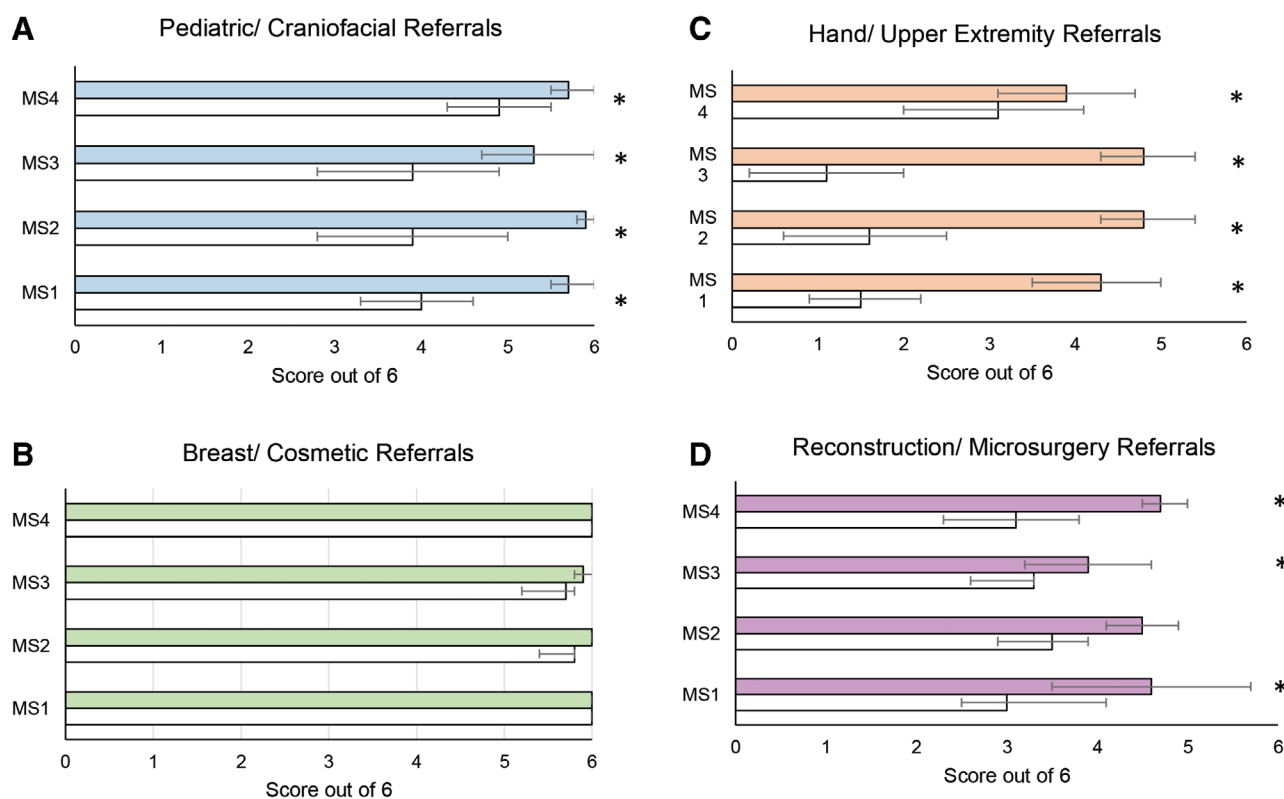 A
Pediatric/ Craniofacial Referrals
MS4
*
MS3
*
MS2
*
MS1
*
0 1 2 3 4 5 6
Score out of 6
B
Breast/ Cosmetic Referrals
MS4
MS3
MS2
MS1
0 1 2 3 4 5 6
Score out of 6
C
Hand/ Upper Extremity Referrals
MS
4
*
MS
3
*
MS
2
*
MS
1
*
0 1 2 3 4 5 6
Score out of 6
D
Reconstruction/ Microsurgery Referrals
MS4
*
MS3
*
MS2
MS1
*
0 1 2 3 4 5 6
Score out of 6